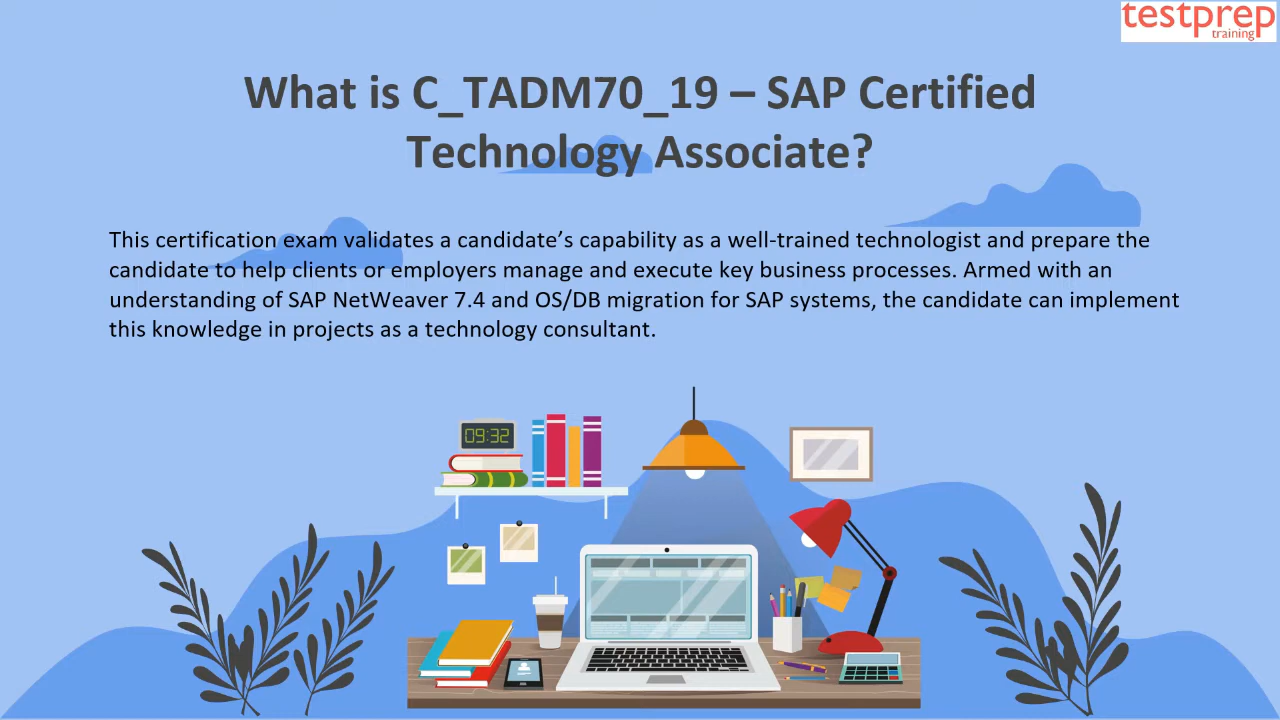 testprep
training
What is C_TADM70_19 – SAP Certified
Technology Associate?
This certification exam validates a candidate’s capability as a well-trained technologist and prepare the
candidate to help clients or employers manage and execute key business processes. Armed with an
understanding of SAP NetWeaver 7.4 and OS/DB migration for SAP systems, the candidate can implement
this knowledge in projects as a technology consultant.
09:32